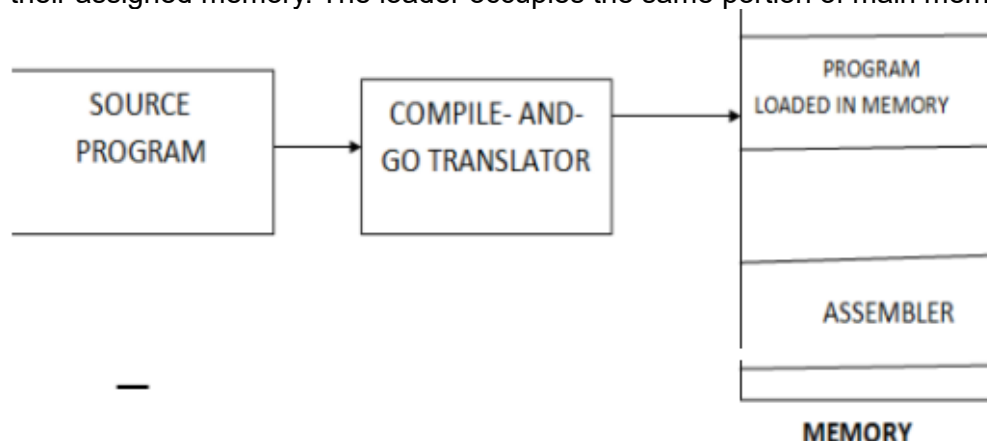 their assigned memory. The loader occupies the same portion of main
SOURCE
PROGRAM
COMPILE- AND-
GO TRANSLATOR
PROGRAM
LOADED IN MEMORY
ASSEMBLER
MEMORY